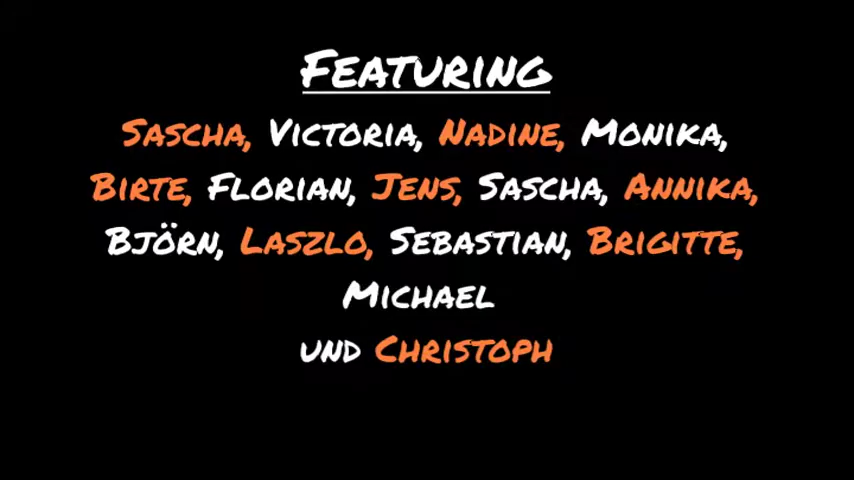 Featuring
Sascha, Victoria, Nadine, Monika,
Birte, Florian, Jens, Sascha, Annika,
Björn, Laszlo, Sebastian, Brigitte,
Michael
und Christoph